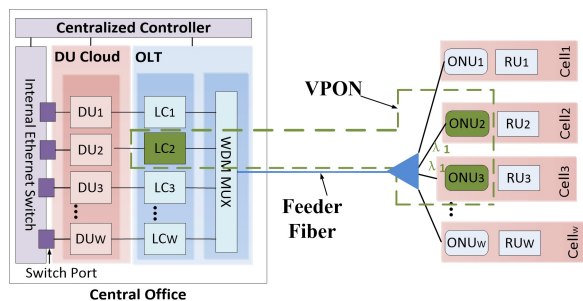 Centralized Controller
Internal Ethernet Switch
DU Cloud
OLT
DU1
DU2
DU3
DUW
LC1
LC2
LC3
LCW
WDM MUX
Switch Port
Central Office
VPON
Feeder
Fiber
λ1
λ1
ONU1
RU1
Cell1
ONU2
RU2
Cell2
ONU3
RU3
Cell3
ONUW
RUW
Cellw